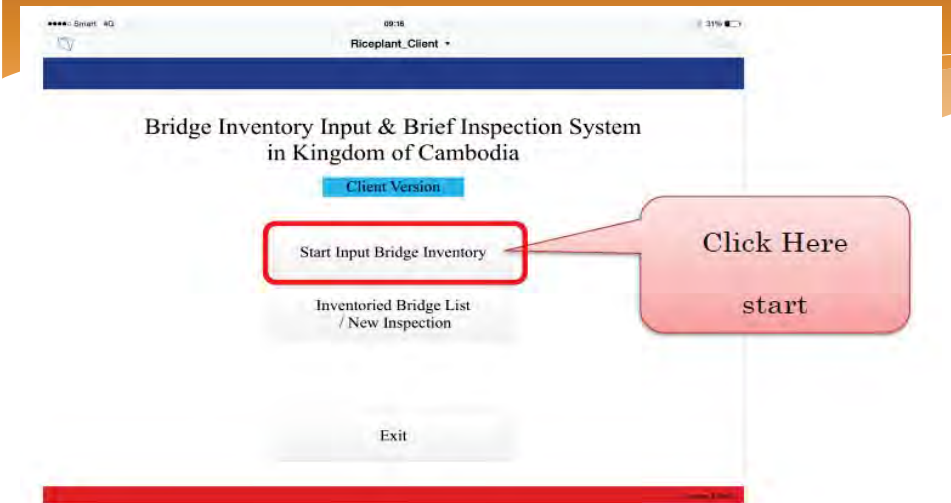 Smart 4G
09:16
31%
Riceplant_Client
Bridge Inventory Input & Brief Inspection System
in Kingdom of Cambodia
Client Version
Start Input Bridge Inventory
Click Here
start
Inventoried Bridge List
/ New Inspection
Exit